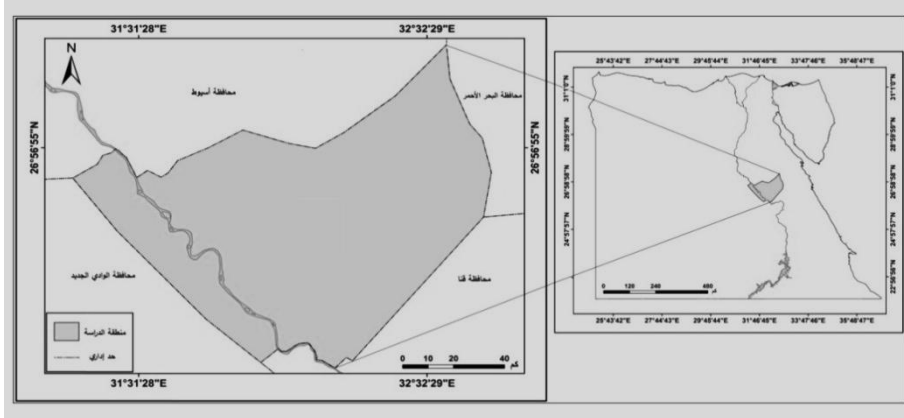 31°31'28"E 32°32'29"E
N
26°56'55"N
26°56'55"N
محافظة أسيوط
محافظة البحر الأحمر
محافظة الوادي الجديد
محافظة قنا
منطقة الدراسة
حد إداري
0 10 20 40 كم
31°31'28"E 32°32'29"E
25°43'42"E 27°44'43"E 29°45'44"E 31°46'45"E 33°47'46"E 35°48'47"E
0 120 240 480 كم
25°43'42"E 27°44'43"E 29°45'44"E 31°46'45"E 33°47'46"E 35°48'47"E